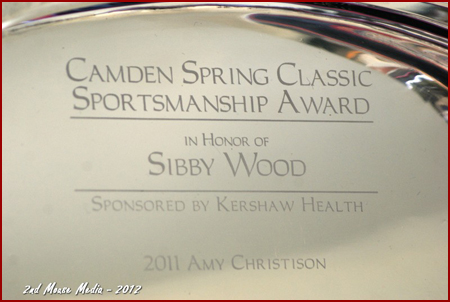 Camden Spring Classic
Sportsmanship Award
in Honor of
Sibby Wood
Sponsored by Kershaw Health
2011 Amy Christison
2nd Mouse Media - 2012